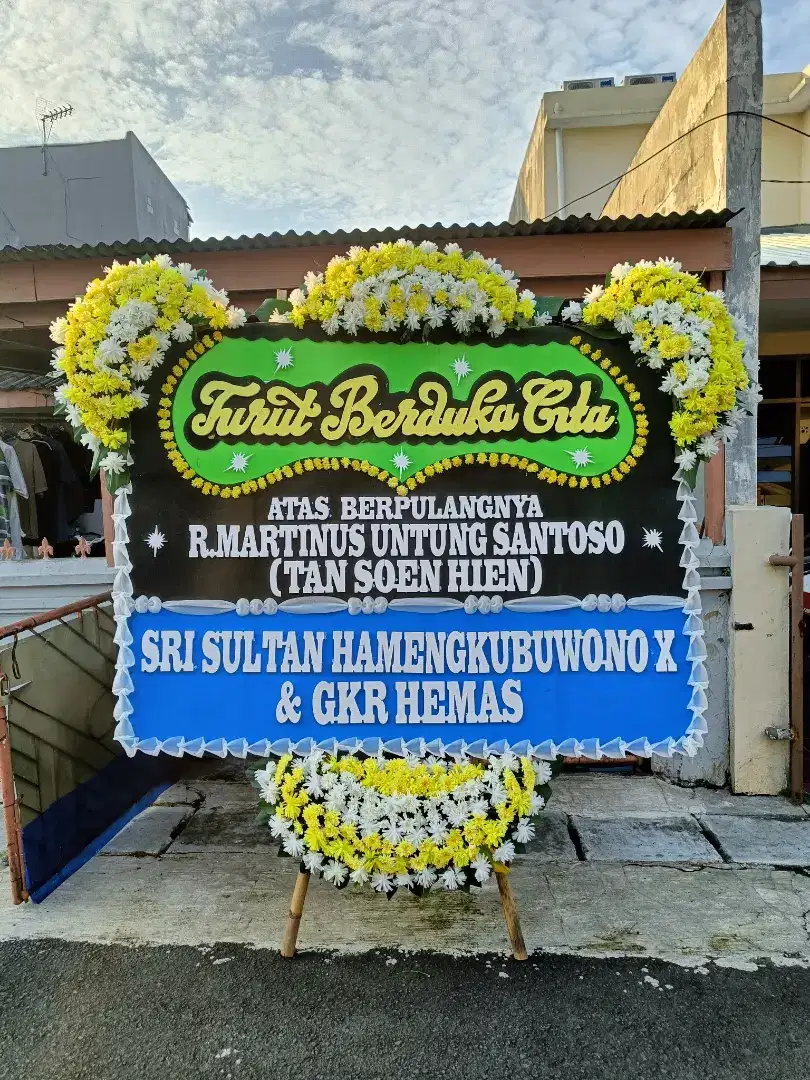 Turut Berduka Cita
ATAS BERPULANGNYA
R.MARTINUS UNTUNG SANTOSO
(TAN SOEN HIEN)
SRI SULTAN HAMENGKUBUWONO X
& GKR HEMAS